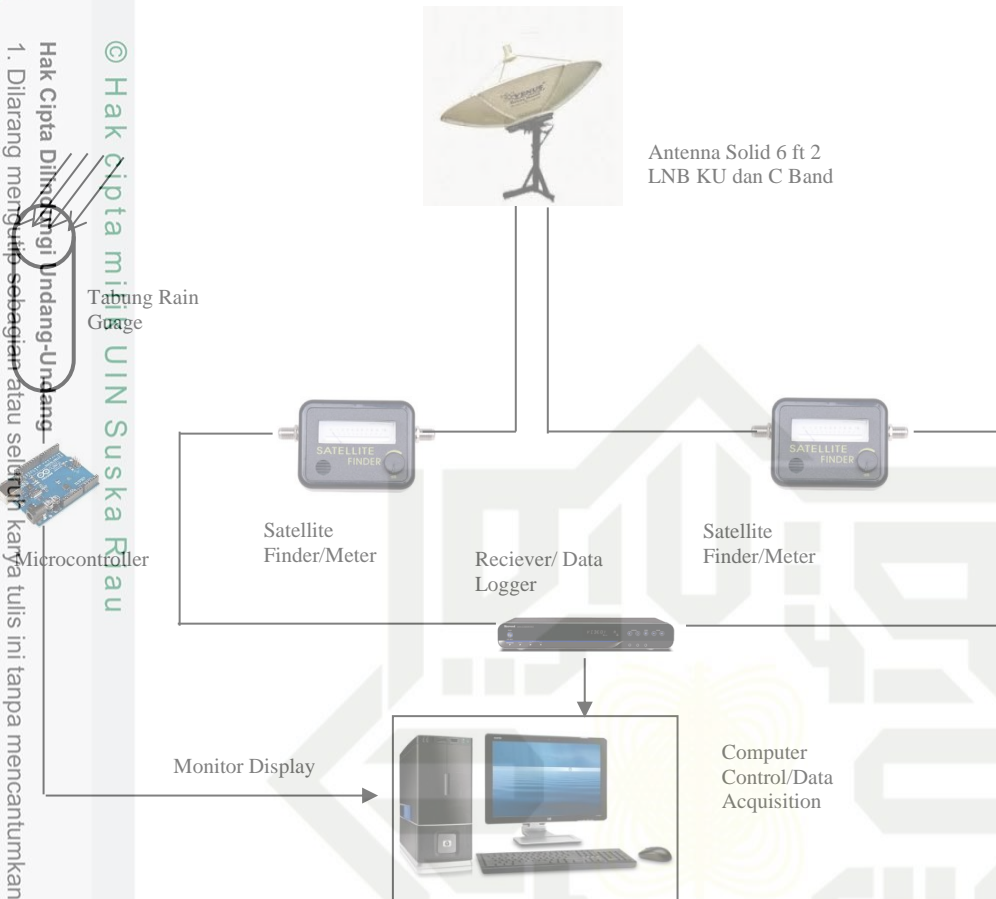 © Hak cipta milik UIN Suska Riau
Hak Cipta Dilindungi Undang-Undang
1. Dilarang mengutip sebagian atau seluruh karya tulis ini tanpa mencantumkan
Antenna Solid 6 ft 2
LNB KU dan C Band
Tabung Rain
Guage
SATELLITE
FINDER
SATELLITE
FINDER
Satellite
Finder/Meter
Satellite
Finder/Meter
Microcontroller
Reciever/ Data
Logger
Monitor Display
Computer
Control/Data
Acquisition